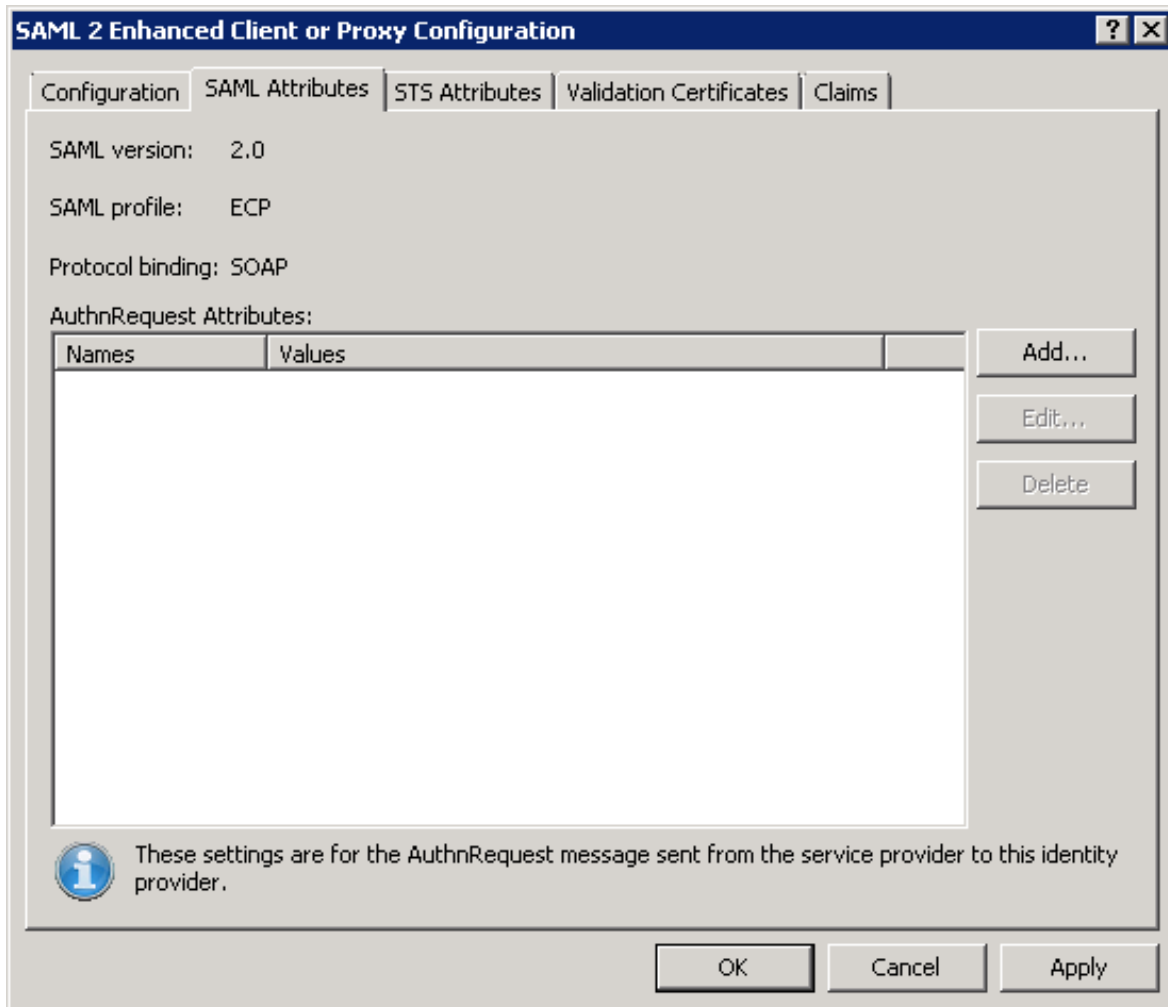 SAML 2 Enhanced Client or Proxy Configuration ?
Configuration SAML Attributes STS Attributes Validation Certificates Claims
SAML version: 2.0
SAML profile: ECP
Protocol binding: SOAP
AuthnRequest Attributes:
Names Values
Add...
Edit...
Delete
These settings are for the AuthnRequest message sent from the service provider to this identity
provider.
OK Cancel Apply